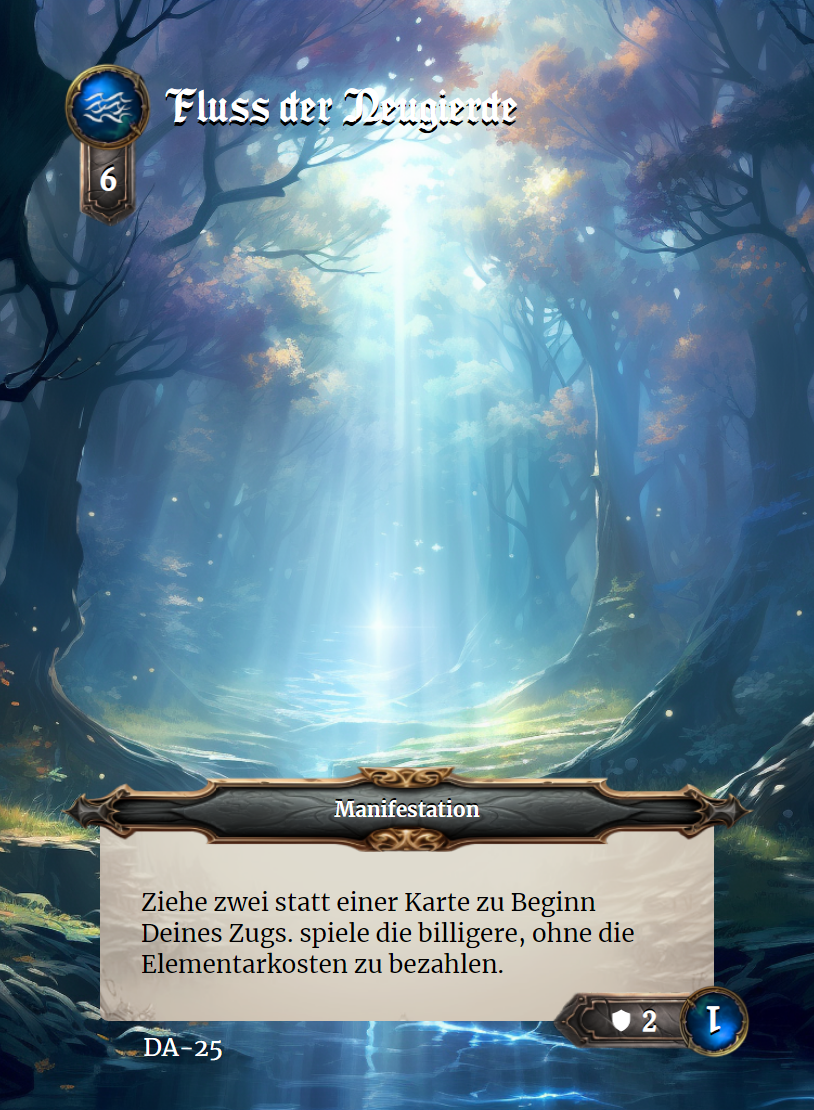 Fluss der Neugierde
6
Manifestation
Ziehe zwei statt einer Karte zu Beginn
Deines Zugs. spiele die billigere, ohne die
Elementarkosten zu bezahlen.
2
1
DA-25